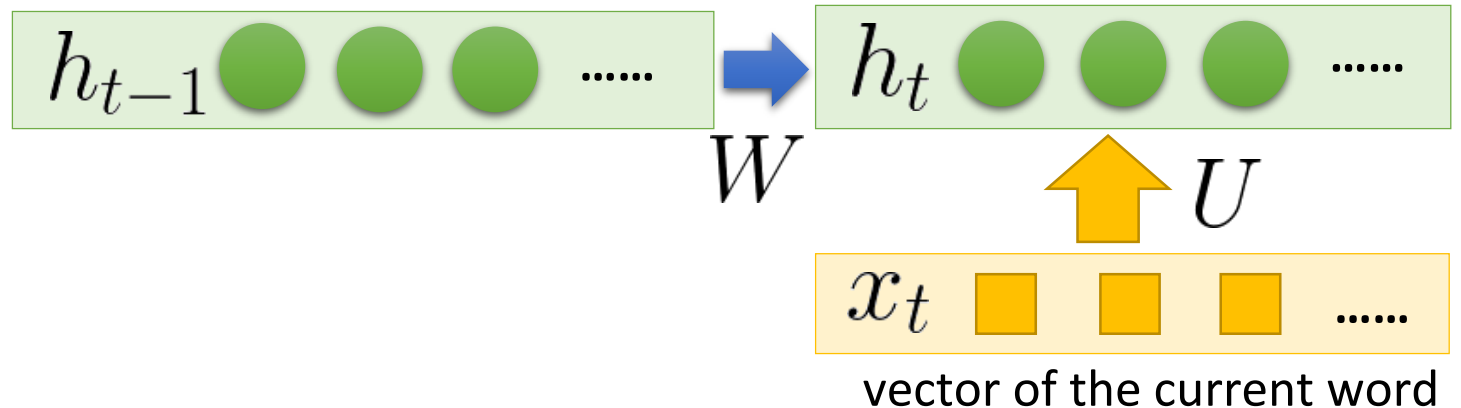 h_{t-1} ...... h_t ......
W
U
x_t ......
vector of the current word